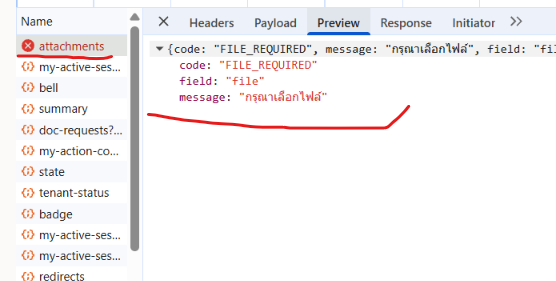 Name
Headers Payload Preview Response Initiator
attachments
my-active-ses...
bell
summary
doc-requests?...
my-action-co...
state
tenant-status
badge
my-active-ses...
my-active-ses...
redirects
{code: "FILE_REQUIRED", message: "กรุณาเลือกไฟล์", field: "fil
code: "FILE_REQUIRED"
field: "file"
message: "กรุณาเลือกไฟล์"